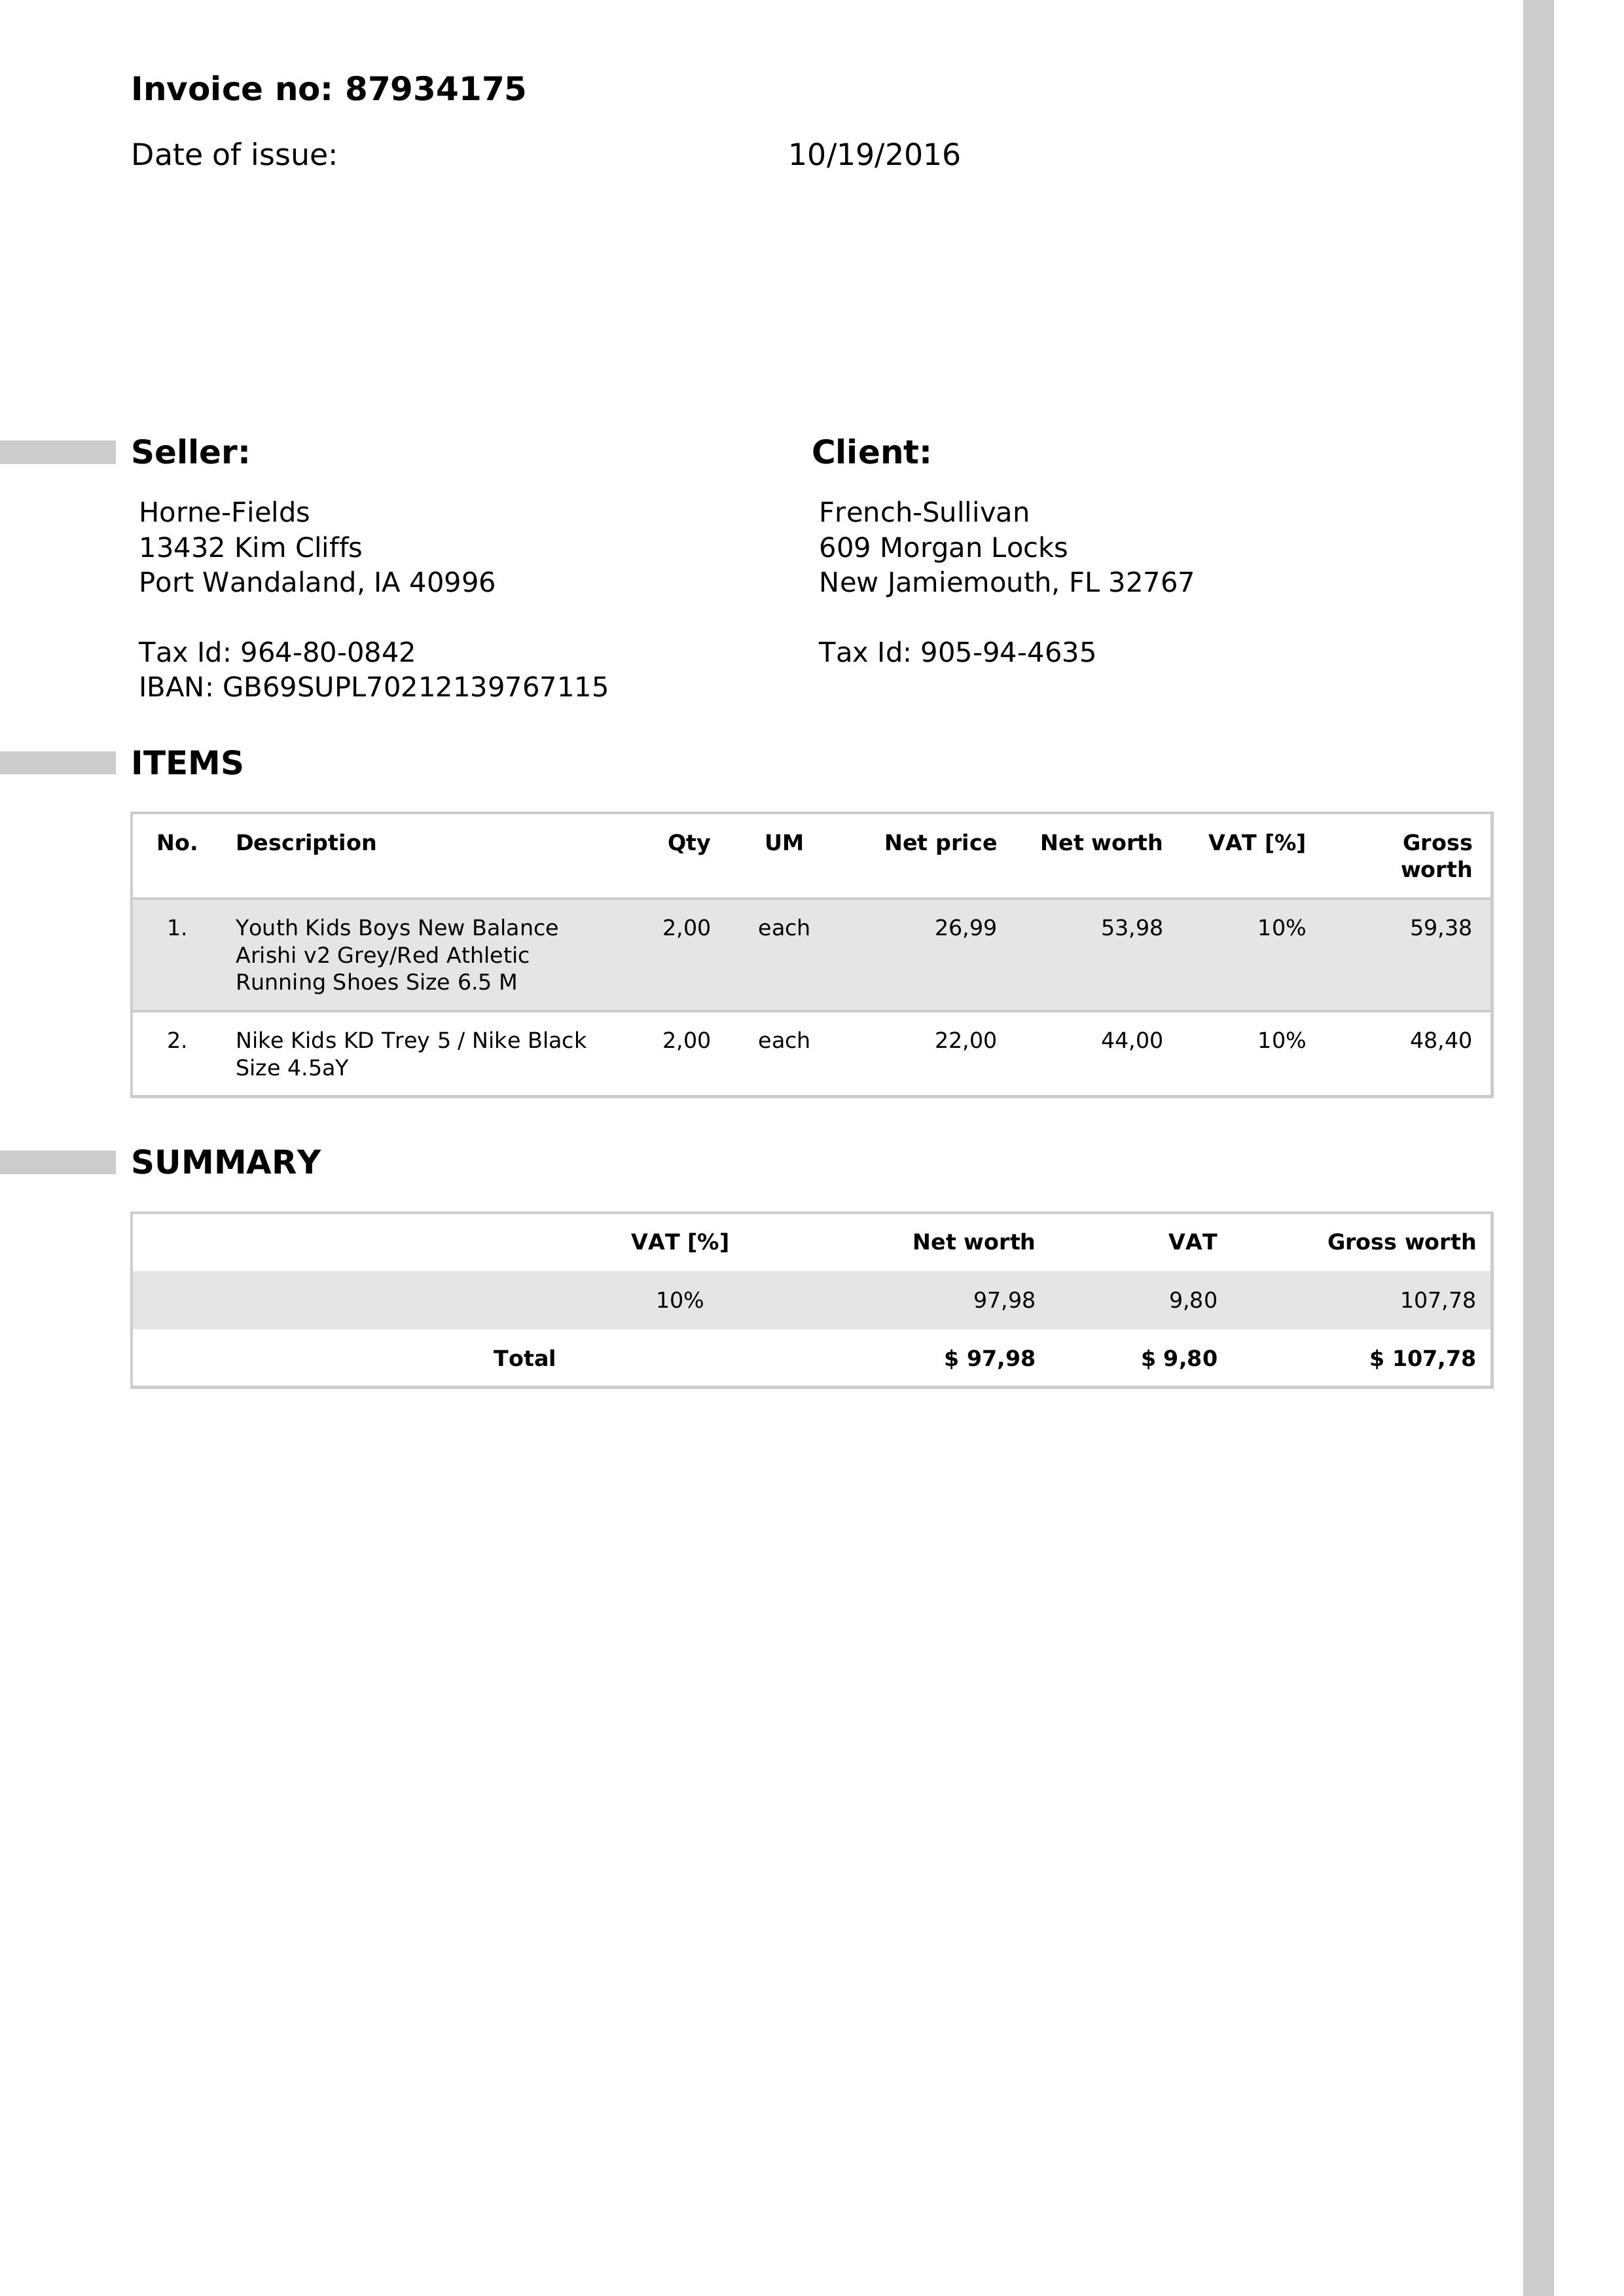 Invoice no: 87934175
Date of issue: 10/19/2016
Seller:
Horne-Fields
13432 Kim Cliffs
Port Wandaland, IA 40996
Tax Id: 964-80-0842
IBAN: GB69SUPL70212139767115
Client:
French-Sullivan
609 Morgan Locks
New Jamiemouth, FL 32767
Tax Id: 905-94-4635
ITEMS
No. Description Qty UM Net price Net worth VAT [%] Gross
worth
1. Youth Kids Boys New Balance 2,00 each 26,99 53,98 10% 59,38
Arishi v2 Grey/Red Athletic
Running Shoes Size 6.5 M
2. Nike Kids KD Trey 5 / Nike Black 2,00 each 22,00 44,00 10% 48,40
Size 4.5aY
SUMMARY
VAT [%] Net worth VAT Gross worth
10% 97,98 9,80 107,78
Total $ 97,98 $ 9,80 $ 107,78